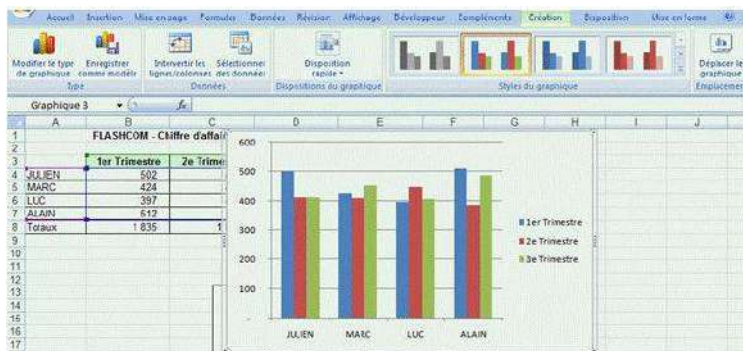 Accueil Insertion Mise en page Formules Données Révision Affichage Développeur Compléments Création Disposition Mise en forme
Modifier le type de graphique
Enregistrer comme modèle
Intervertir les lignes/colonnes
Sélectionner des données
Disposition rapide
Déplacer le graphique
Type Données Dispositions du graphique Styles du graphique Emplacement
Graphique 3 fx
A B C D E F G H I J
1 FLASHCOM - Chiffre d'affai
2
3 1er Trimestre 2e Trime
4 JULIEN 502
5 MARC 424
6 LUC 397
7 ALAIN 512
8 Totaux 1 835 1
9
10
11
12
13
14
15
16
17
600
500
400
300
200
100
-
JULIEN MARC LUC ALAIN
1er Trimestre
2e Trimestre
3e Trimestre